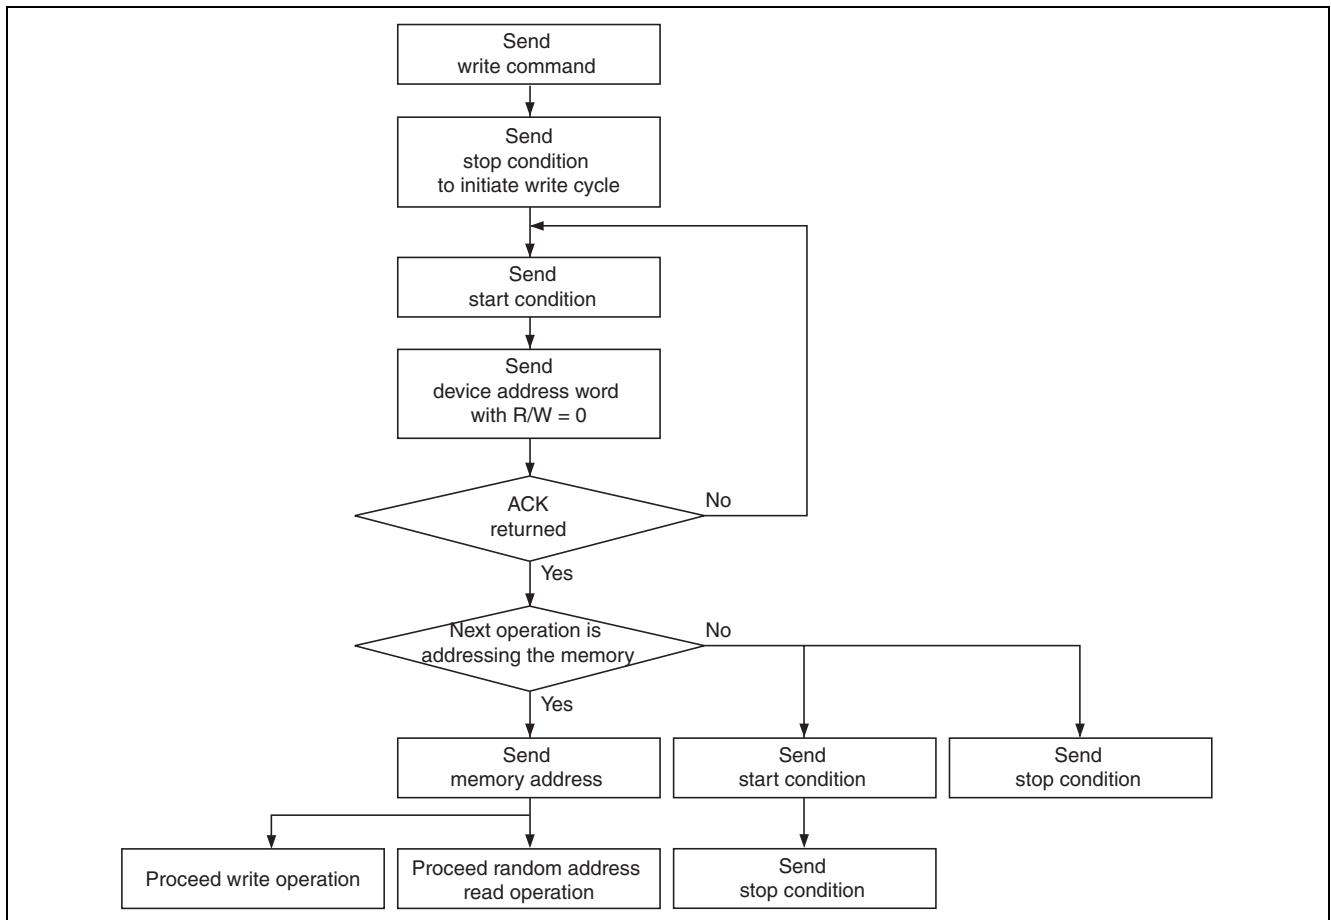 Send
write command
Send
stop condition
to initiate write cycle
Send
start condition
Send
device address word
with R/W = 0
ACK
returned
No
Yes
Next operation is
addressing the memory
No
Yes
Send
memory address
Send
start condition
Send
stop condition
Proceed write operation
Proceed random address
read operation
Send
stop condition